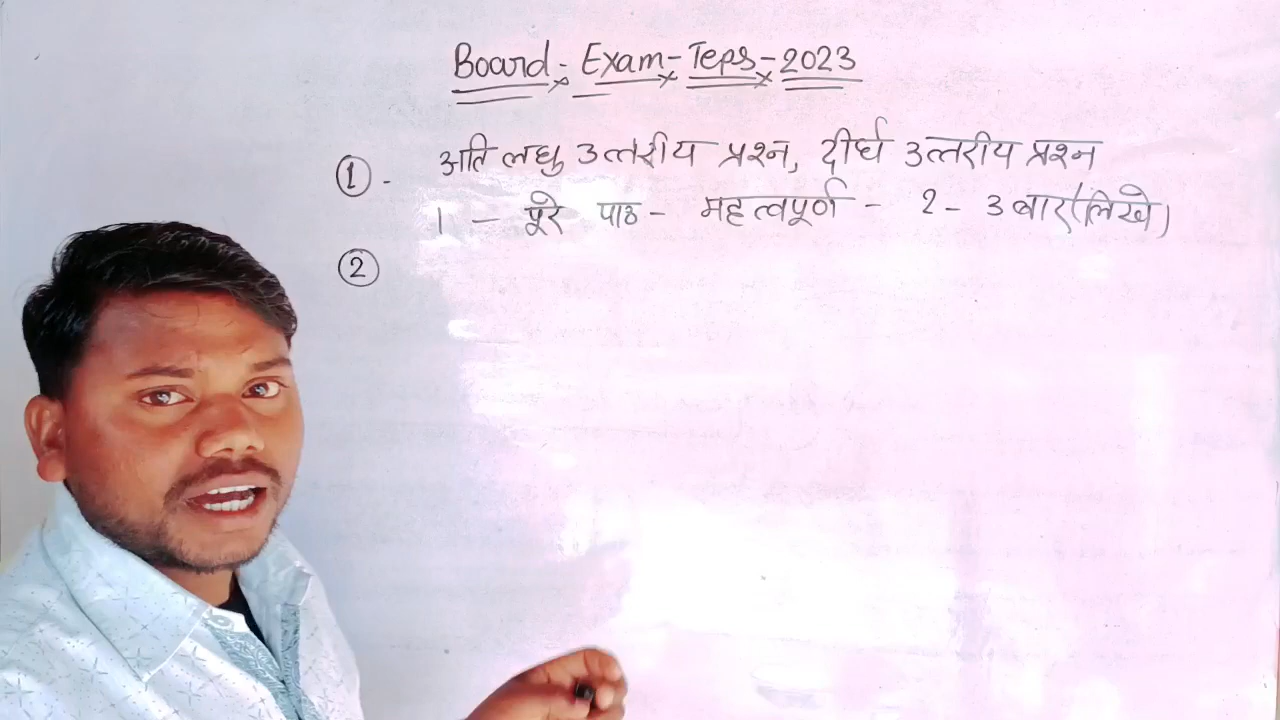 Board - Exam - Teps - 2023
① - अति लघु उत्तरीय प्रश्न, दीर्घ उत्तरीय प्रश्न
1 - पूरे पाठ - महत्वपूर्ण - 2 - 3 बार (लिखे)
②